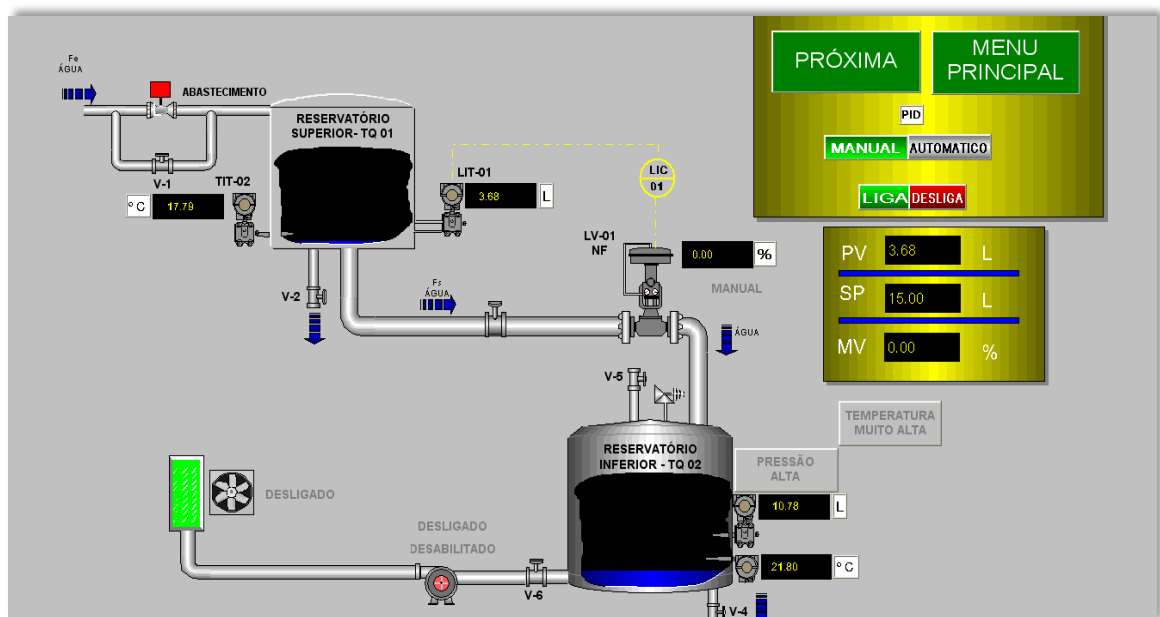 Fe
ÁGUA
ABASTECIMENTO
V-1
RESERVATÓRIO
SUPERIOR- TQ 01
TIT-02
º C
17.79
LIT-01
3.68
L
LIC
01
LV-01
NF
0.00
%
MANUAL
V-2
Fs
ÁGUA
ÁGUA
PRÓXIMA
MENU
PRINCIPAL
PID
MANUAL
AUTOMATICO
LIGA
DESLIGA
PV
3.68
L
SP
15.00
L
MV
0.00
%
V-5
RESERVATÓRIO
INFERIOR - TQ 02
TEMPERATURA
MUITO ALTA
PRESSÃO
ALTA
10.78
L
21.80
º C
DESLIGADO
DESLIGADO
DESABILITADO
V-6
V-4